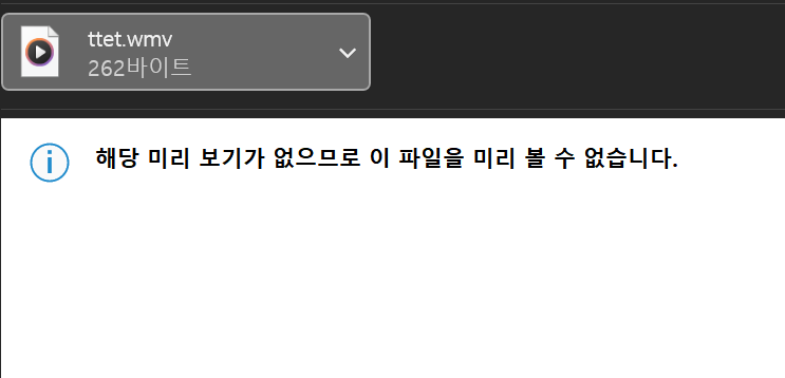 ttet.wmv
262바이트
해당 미리 보기가 없으므로 이 파일을 미리 볼 수 없습니다.